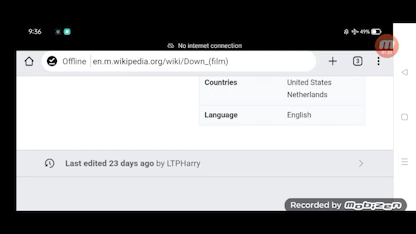 9:36
49%
No internet connection
Offline en.m.wikipedia.org/wiki/Down_(film)
3
Countries United States
Netherlands
Language English
Last edited 23 days ago by LTPHarry
Recorded by MOBIZEN